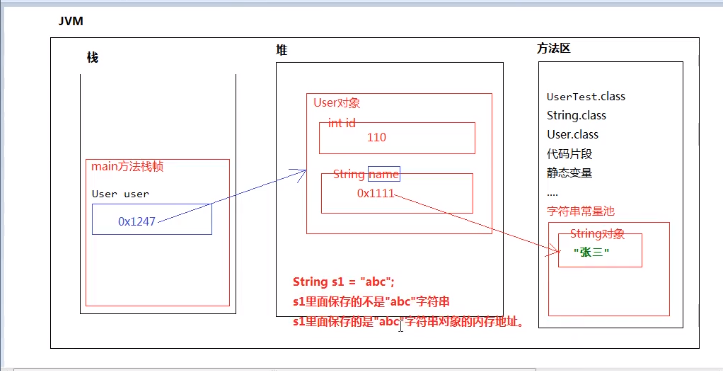 JVM
栈
main方法栈帧
User user
0x1247
堆
User对象
int id
110
String name
0x1111
String s1 = "abc";
s1里面保存的不是"abc"字符串
s1里面保存的是"abc"字符串对象的内存地址。
方法区
UserTest.class
String.class
User.class
代码片段
静态变量
....
字符串常量池
String对象
"张三"